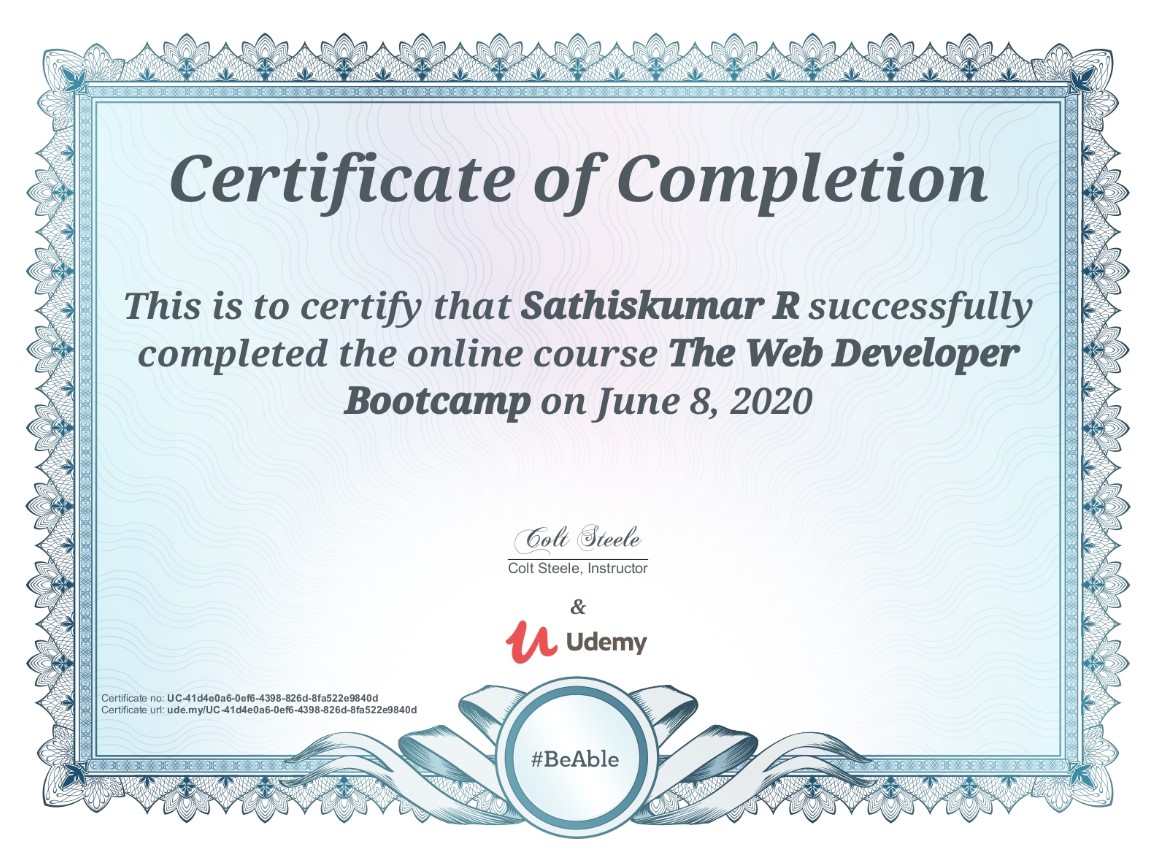 Certificate of Completion
This is to certify that Sathiskumar R successfully
completed the online course The Web Developer
Bootcamp on June 8, 2020
Colt Steele
Colt Steele, Instructor
&
Udemy
Certificate no: UC-41d4e0a6-0ef6-4398-826d-8fa522e9840d
Certificate url: ude.my/UC-41d4e0a6-0ef6-4398-826d-8fa522e9840d
#BeAble